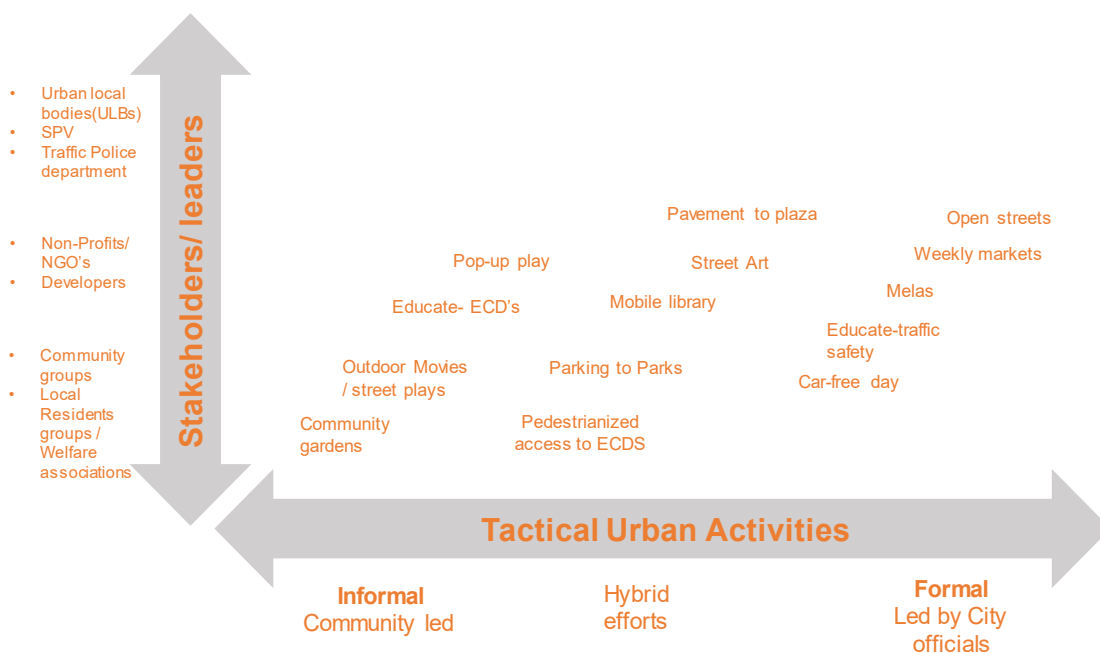 • Urban local
bodies(ULBs)
• SPV
• Traffic Police
department
• Non-Profits/
NGO's
• Developers
• Community
groups
• Local
Residents
groups /
Welfare
associations
Stakeholders/ leaders
Pavement to plaza
Open streets
Pop-up play
Street Art
Weekly markets
Educate- ECD's
Mobile library
Melas
Educate-traffic
safety
Outdoor Movies
/ street plays
Parking to Parks
Car-free day
Community
gardens
Pedestrianized
access to ECDS
Tactical Urban Activities
Informal
Community led
Hybrid
efforts
Formal
Led by City
officials